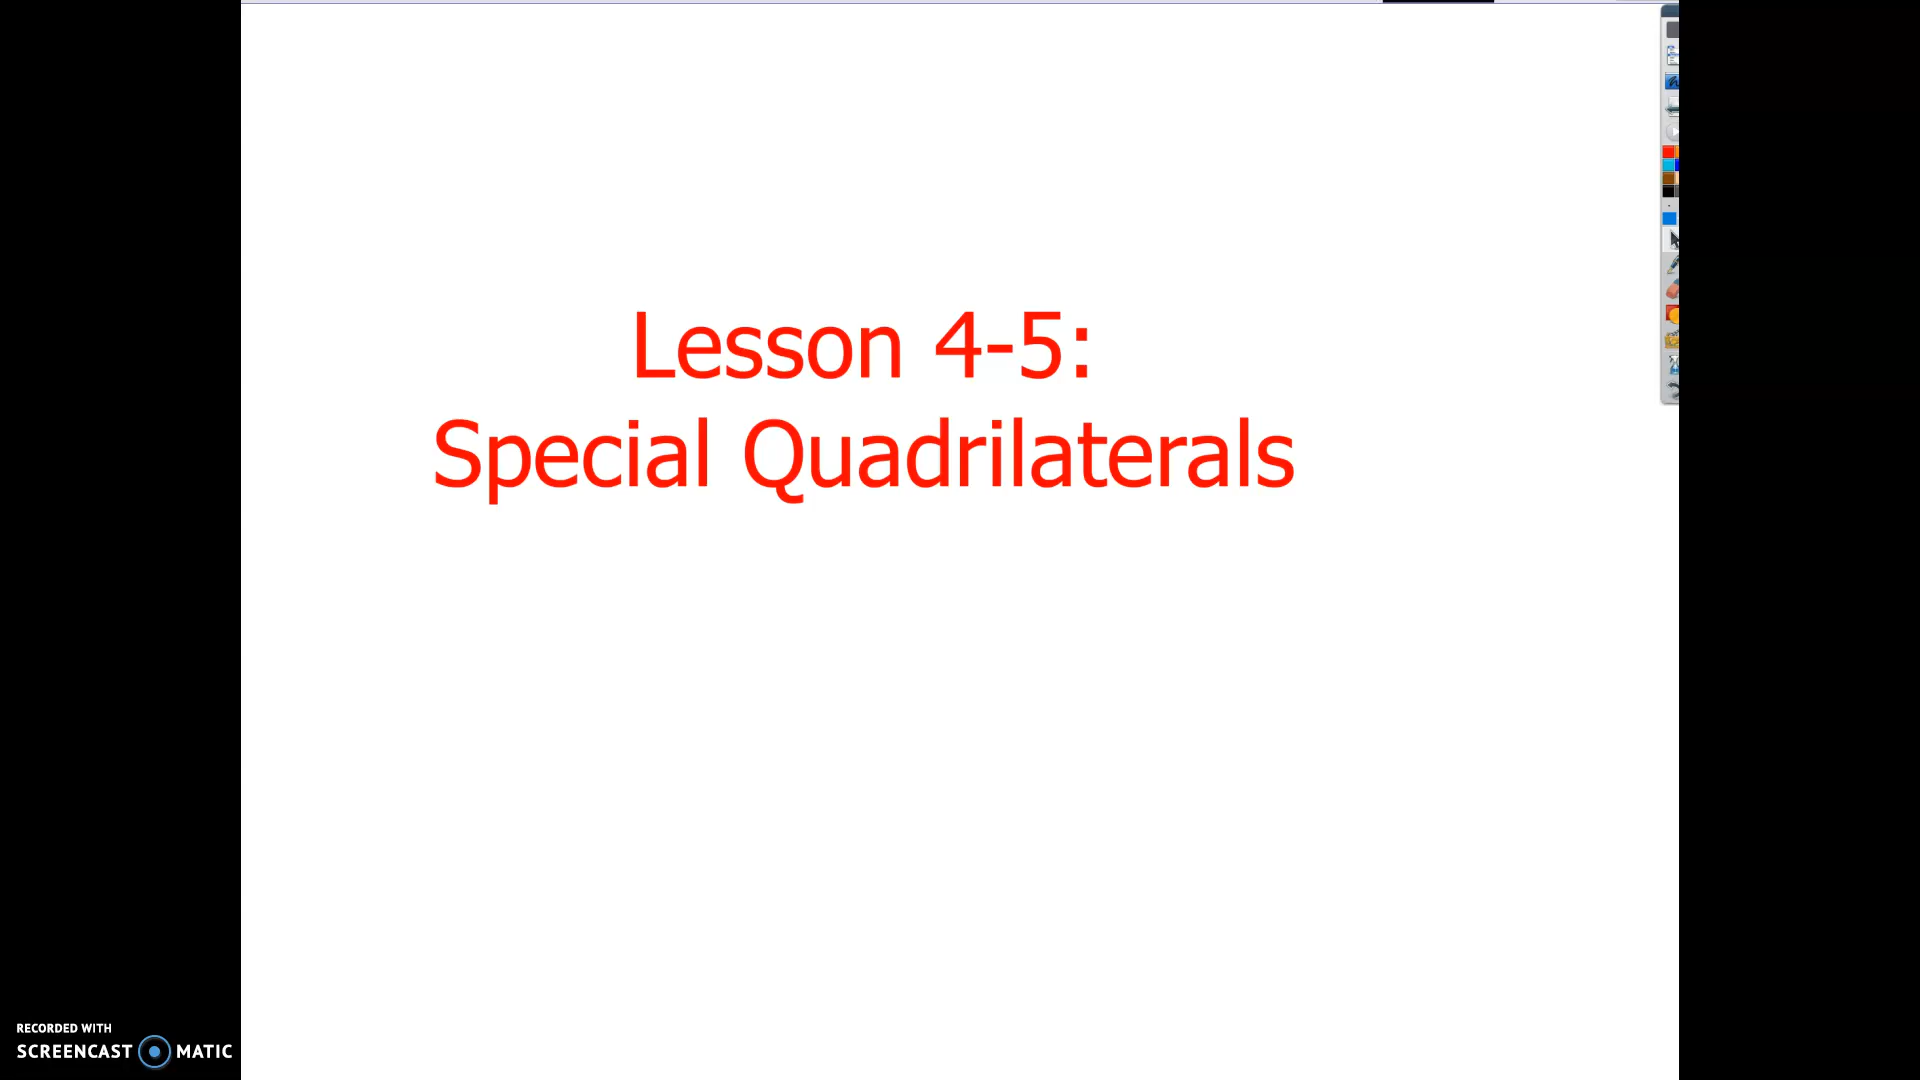 Lesson 4-5:
Special Quadrilaterals
RECORDED WITH
SCREENCAST MATIC